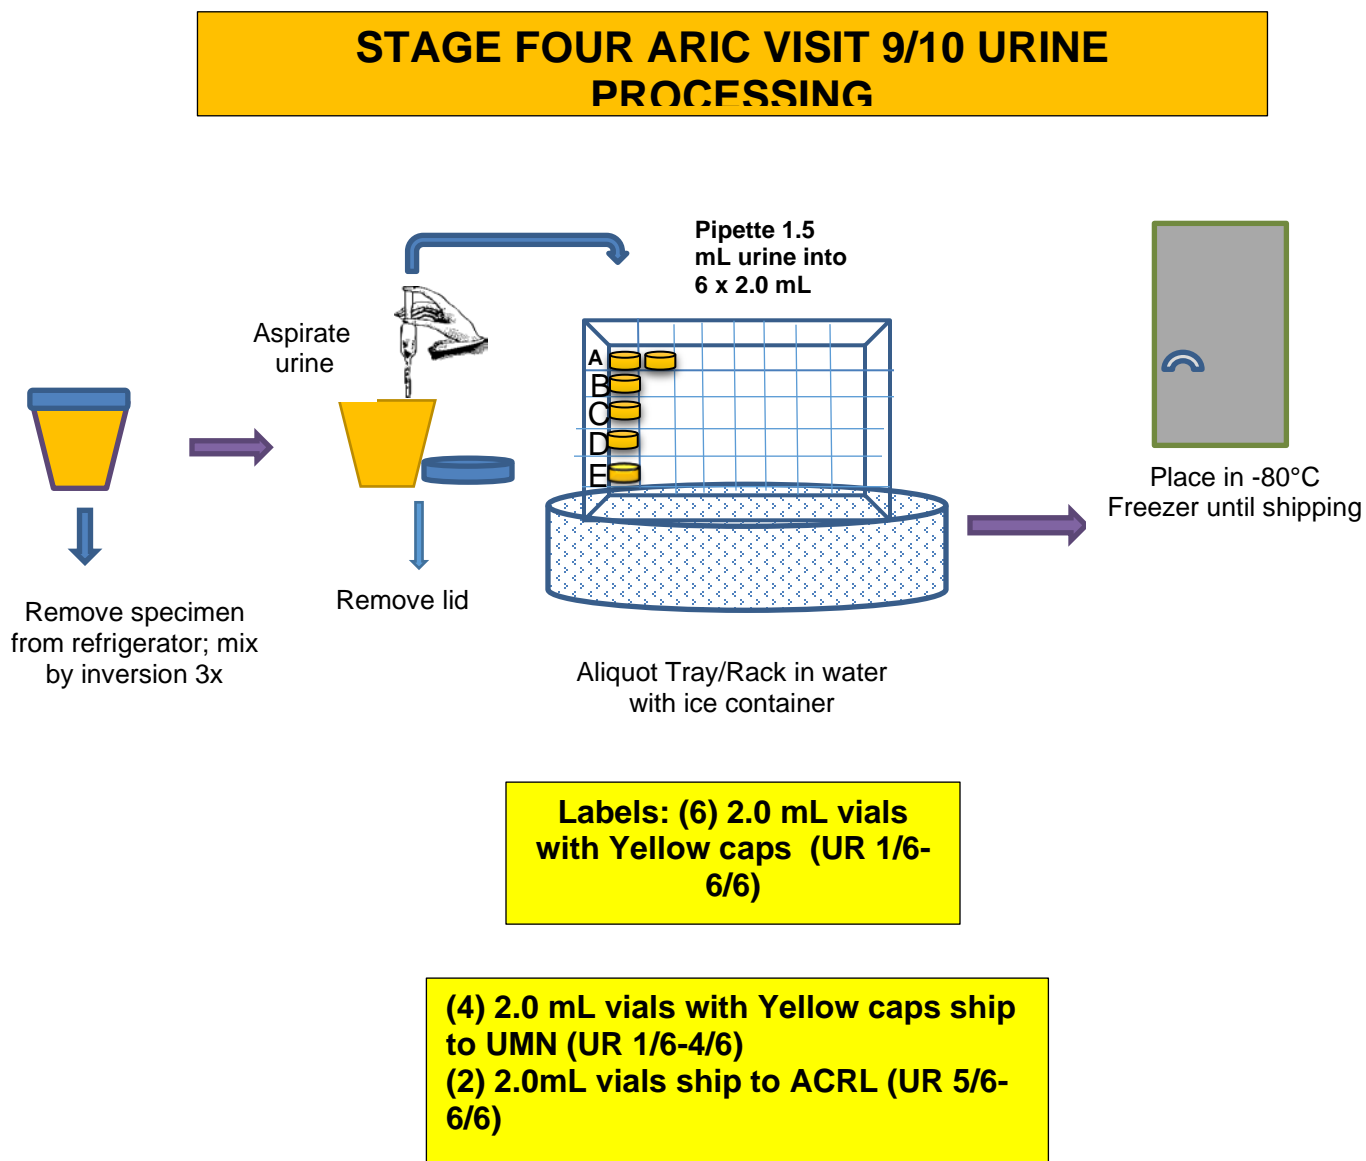 STAGE FOUR ARIC VISIT 9/10 URINE
PROCESSING
Pipette 1.5
mL urine into
6 x 2.0 mL
Aspirate
urine
A
B
C
D
E
Place in -80°C
Freezer until shipping
Remove lid
Remove specimen
from refrigerator; mix
by inversion 3x
Aliquot Tray/Rack in water
with ice container
Labels: (6) 2.0 mL vials
with Yellow caps (UR 1/6-
6/6)
(4) 2.0 mL vials with Yellow caps ship
to UMN (UR 1/6-4/6)
(2) 2.0mL vials ship to ACRL (UR 5/6-
6/6)